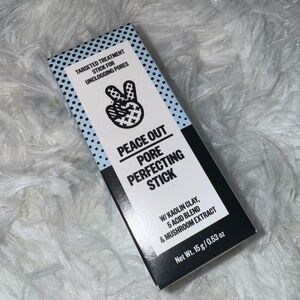 TARGETED TREATMENT
STICK FOR
UNCLOGGING PORES
PEACE OUT
PORE
PERFECTING
STICK
W/ KAOLIN CLAY,
5 ACID BLEND
& MUSHROOM EXTRACT
Net Wt. 15 g / 0.53 oz